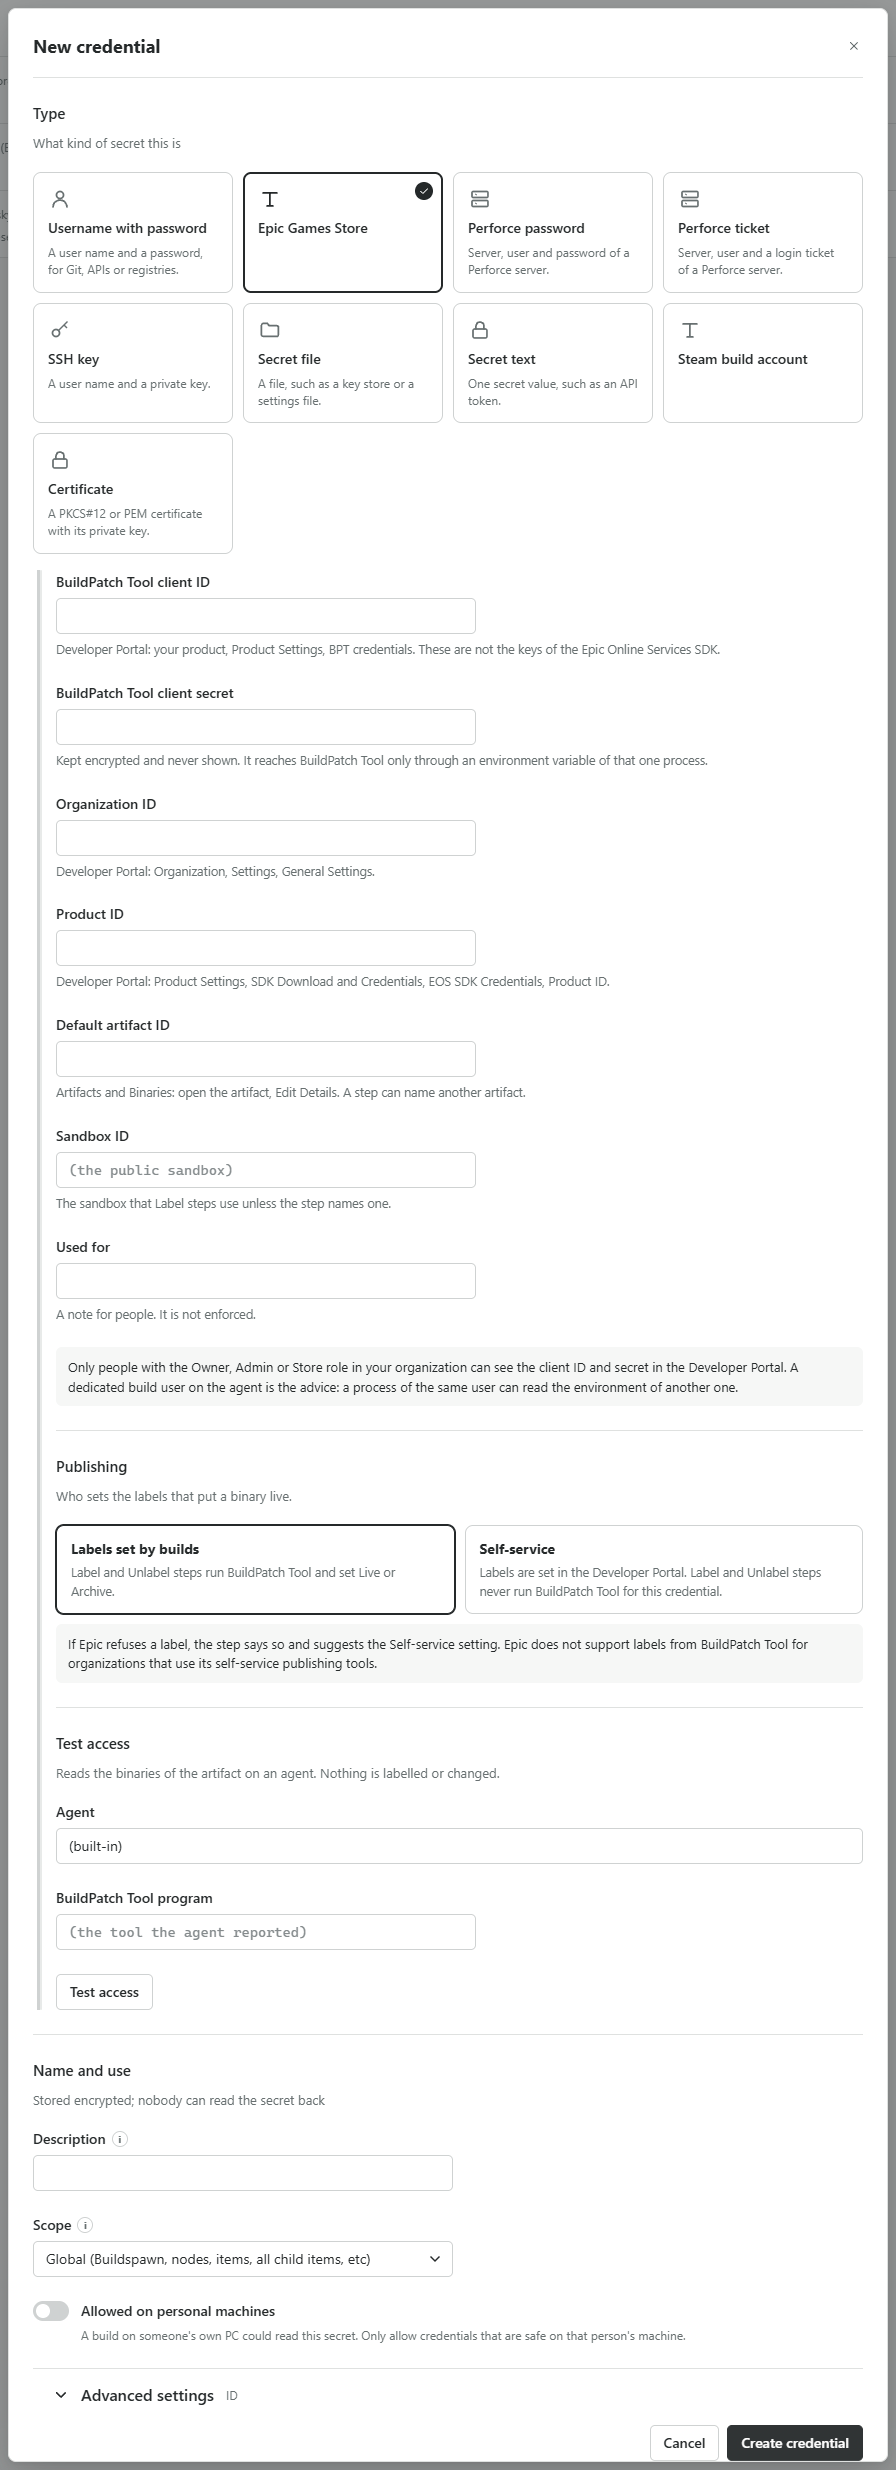 New credential
Type
What kind of secret this is
Username with password
A user name and a password,
for Git, APIs or registries.
Epic Games Store
Perforce password
Server, user and password of a
Perforce server.
Perforce ticket
Server, user and a login ticket
of a Perforce server.
SSH key
A user name and a private key.
Secret file
A file, such as a key store or a
settings file.
Secret text
One secret value, such as an API
token.
Steam build account
Certificate
A PKCS#12 or PEM certificate
with its private key.
BuildPatch Tool client ID
Developer Portal: your product, Product Settings, BPT credentials. These are not the keys of the Epic Online Services SDK.
BuildPatch Tool client secret
Kept encrypted and never shown. It reaches BuildPatch Tool only through an environment variable of that one process.
Organization ID
Developer Portal: Organization, Settings, General Settings.
Product ID
Developer Portal: Product Settings, SDK Download and Credentials, EOS SDK Credentials, Product ID.
Default artifact ID
Artifacts and Binaries: open the artifact, Edit Details. A step can name another artifact.
Sandbox ID
(the public sandbox)
The sandbox that Label steps use unless the step names one.
Used for
A note for people. It is not enforced.
Only people with the Owner, Admin or Store role in your organization can see the client ID and secret in the Developer Portal. A
dedicated build user on the agent is the advice: a process of the same user can read the environment of another one.
Publishing
Who sets the labels that put a binary live.
Labels set by builds
Label and Unlabel steps run BuildPatch Tool and set Live or
Archive.
Self-service
Labels are set in the Developer Portal. Label and Unlabel steps
never run BuildPatch Tool for this credential.
If Epic refuses a label, the step says so and suggests the Self-service setting. Epic does not support labels from BuildPatch Tool for
organizations that use its self-service publishing tools.
Test access
Reads the binaries of the artifact on an agent. Nothing is labelled or changed.
Agent
(built-in)
BuildPatch Tool program
(the tool the agent reported)
Test access
Name and use
Stored encrypted; nobody can read the secret back
Description
Scope
Global (Buildspawn, nodes, items, all child items, etc)
Allowed on personal machines
A build on someone's own PC could read this secret. Only allow credentials that are safe on that person's machine.
Advanced settings ID
Cancel
Create credential